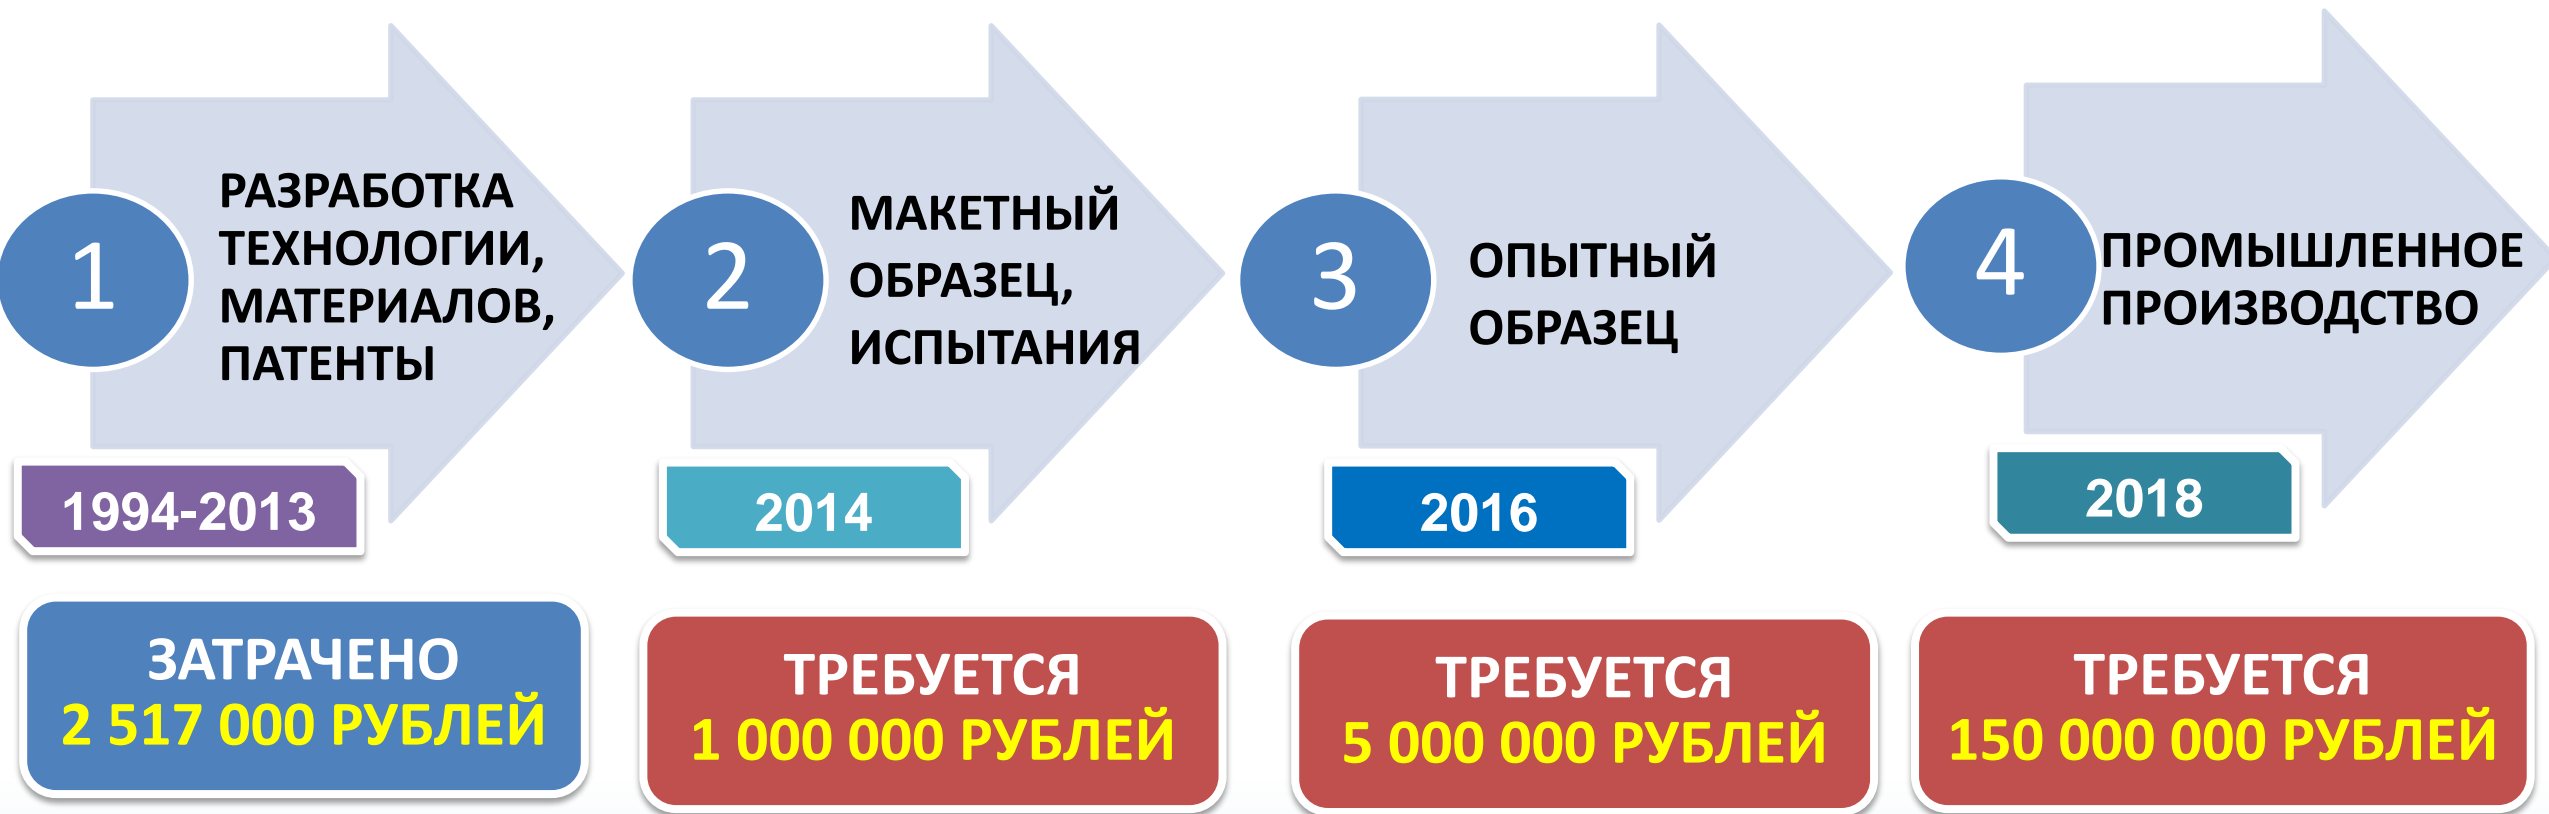 1
РАЗРАБОТКА
ТЕХНОЛОГИИ,
МАТЕРИАЛОВ,
ПАТЕНТЫ
1994-2013
ЗАТРАЧЕНО
2 517 000 РУБЛЕЙ
2
МАКЕТНЫЙ
ОБРАЗЕЦ,
ИСПЫТАНИЯ
2014
ТРЕБУЕТСЯ
1 000 000 РУБЛЕЙ
3
ОПЫТНЫЙ
ОБРАЗЕЦ
2016
ТРЕБУЕТСЯ
5 000 000 РУБЛЕЙ
4
ПРОМЫШЛЕННОЕ
ПРОИЗВОДСТВО
2018
ТРЕБУЕТСЯ
150 000 000 РУБЛЕЙ